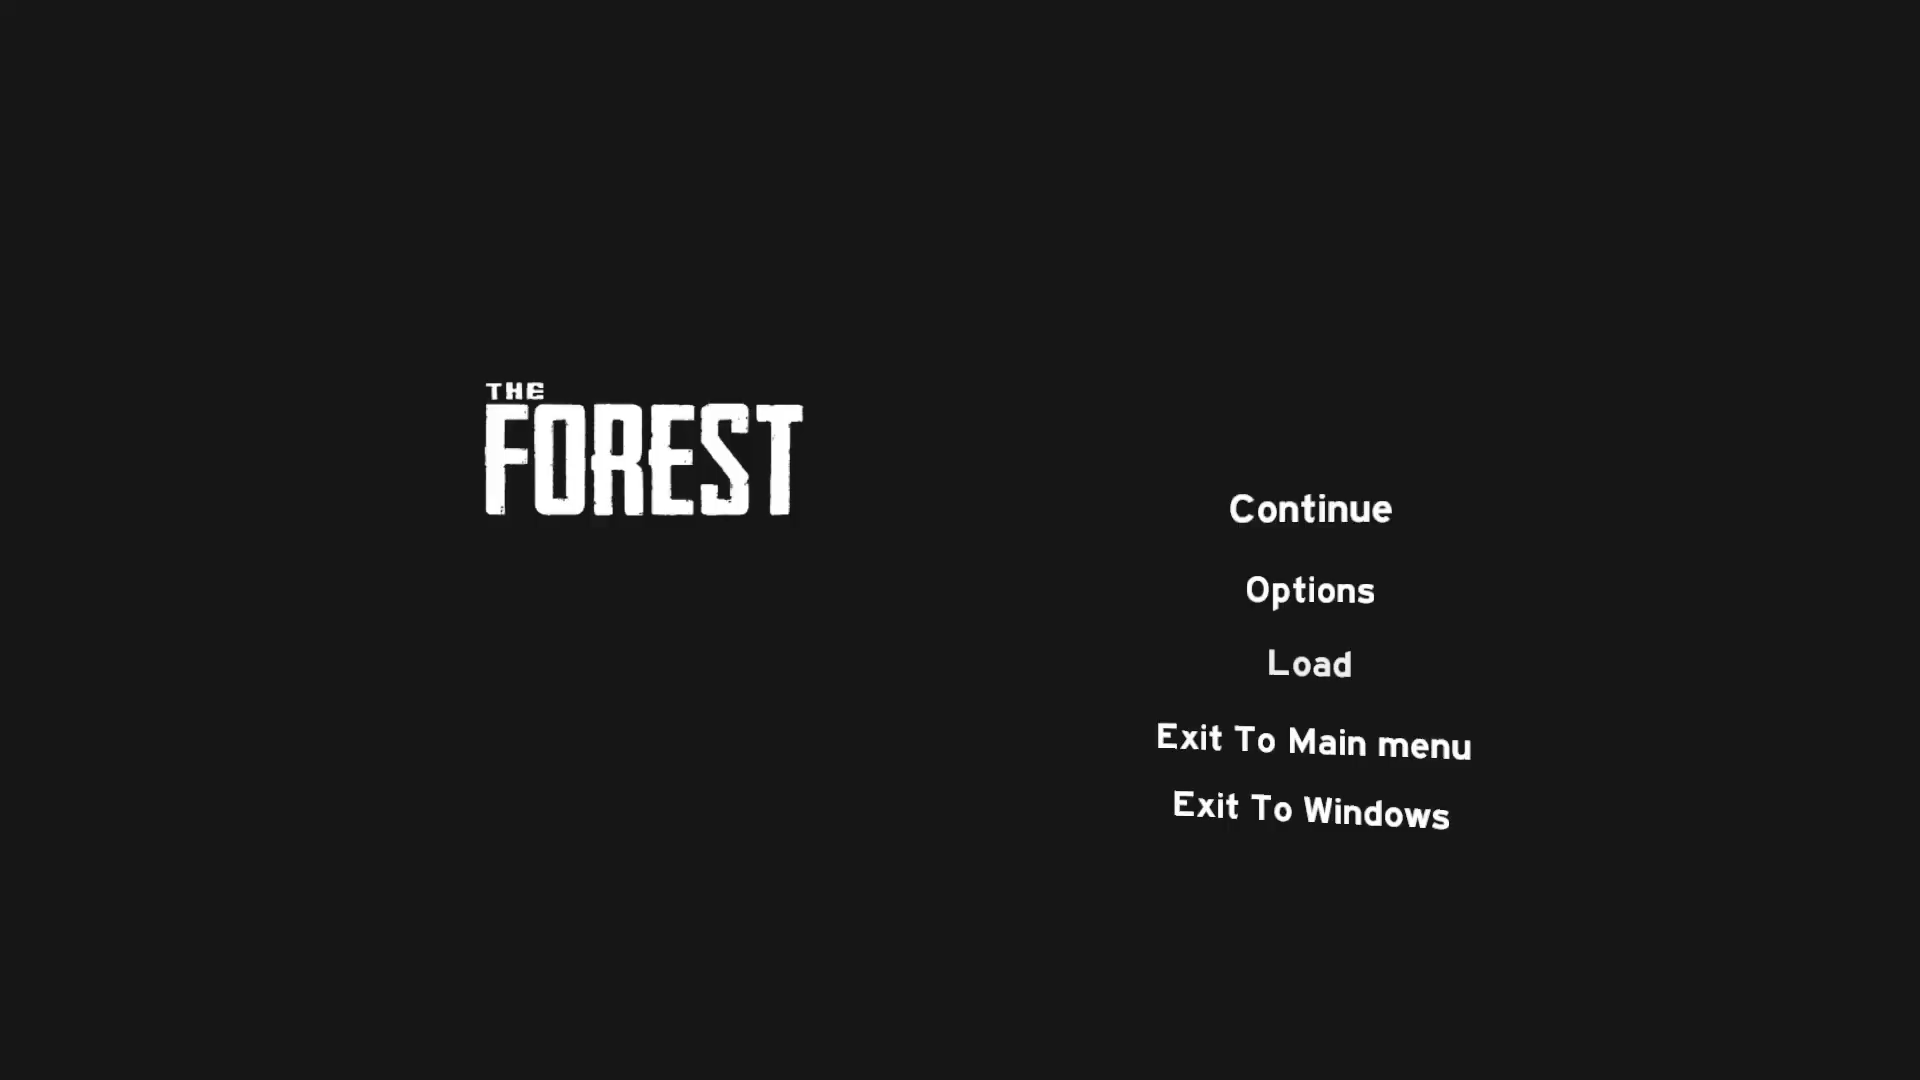 THE
FOREST
Continue
Options
Load
Exit To Main menu
Exit To Windows